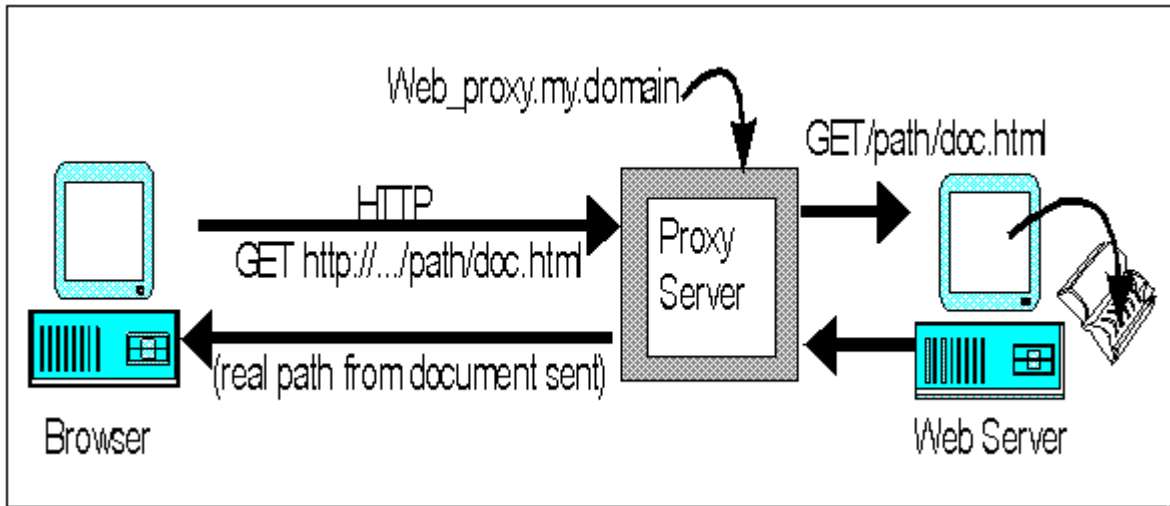 Web_proxy.my.domain
GET/path/doc.html
HTTP
GET http://.../path/doc.html
Proxy
Server
(real path from document sent)
Browser
Web Server